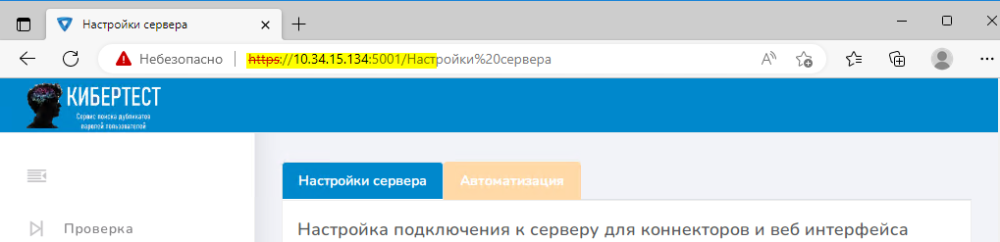 Настройки сервера
Небезопасно https://10.34.15.134:5001/Настройки%20сервера
КИБЕРТЕСТ
Сервис поиска дубликатов
паролей пользователей
Настройки сервера Автоматизация
Проверка
Настройка подключения к серверу для коннекторов и веб интерфейса